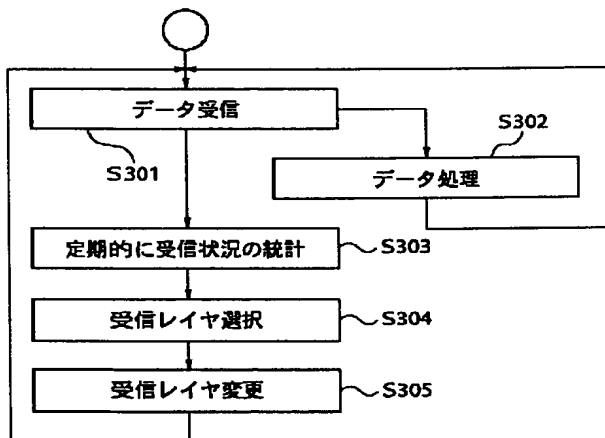 データ受信
S301
S302
データ処理
定期的に受信状況の統計
S303
受信レイヤ選択
S304
受信レイヤ変更
S305